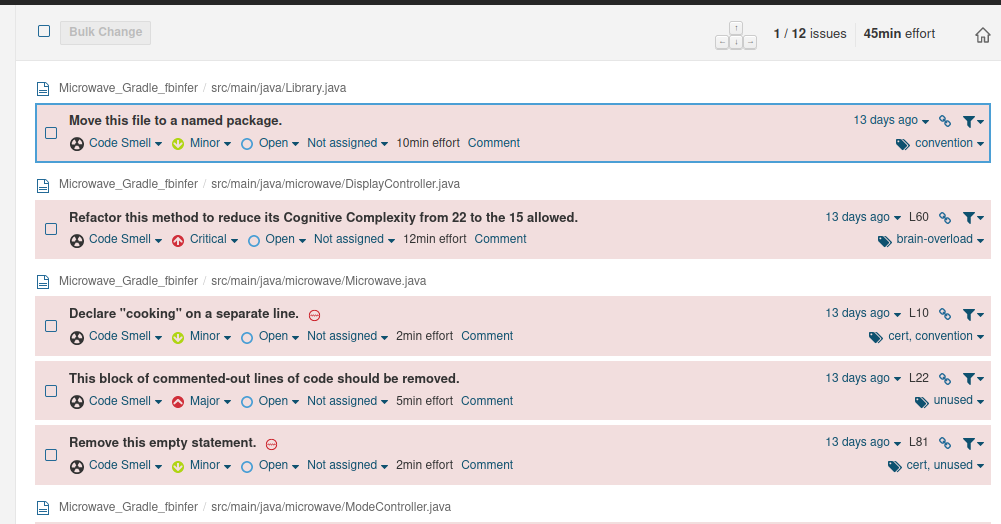 Bulk Change
1 / 12 issues 45min effort
Microwave_Gradle_fbinfer / src/main/java/Library.java
Move this file to a named package. 13 days ago
Code Smell Minor Open Not assigned 10min effort Comment convention
Microwave_Gradle_fbinfer / src/main/java/microwave/DisplayController.java
Refactor this method to reduce its Cognitive Complexity from 22 to the 15 allowed. 13 days ago L60
Code Smell Critical Open Not assigned 12min effort Comment brain-overload
Microwave_Gradle_fbinfer / src/main/java/microwave/Microwave.java
Declare "cooking" on a separate line. 13 days ago L10
Code Smell Minor Open Not assigned 2min effort Comment cert, convention
This block of commented-out lines of code should be removed. 13 days ago L22
Code Smell Major Open Not assigned 5min effort Comment unused
Remove this empty statement. 13 days ago L81
Code Smell Minor Open Not assigned 2min effort Comment cert, unused
Microwave_Gradle_fbinfer / src/main/java/microwave/ModeController.java